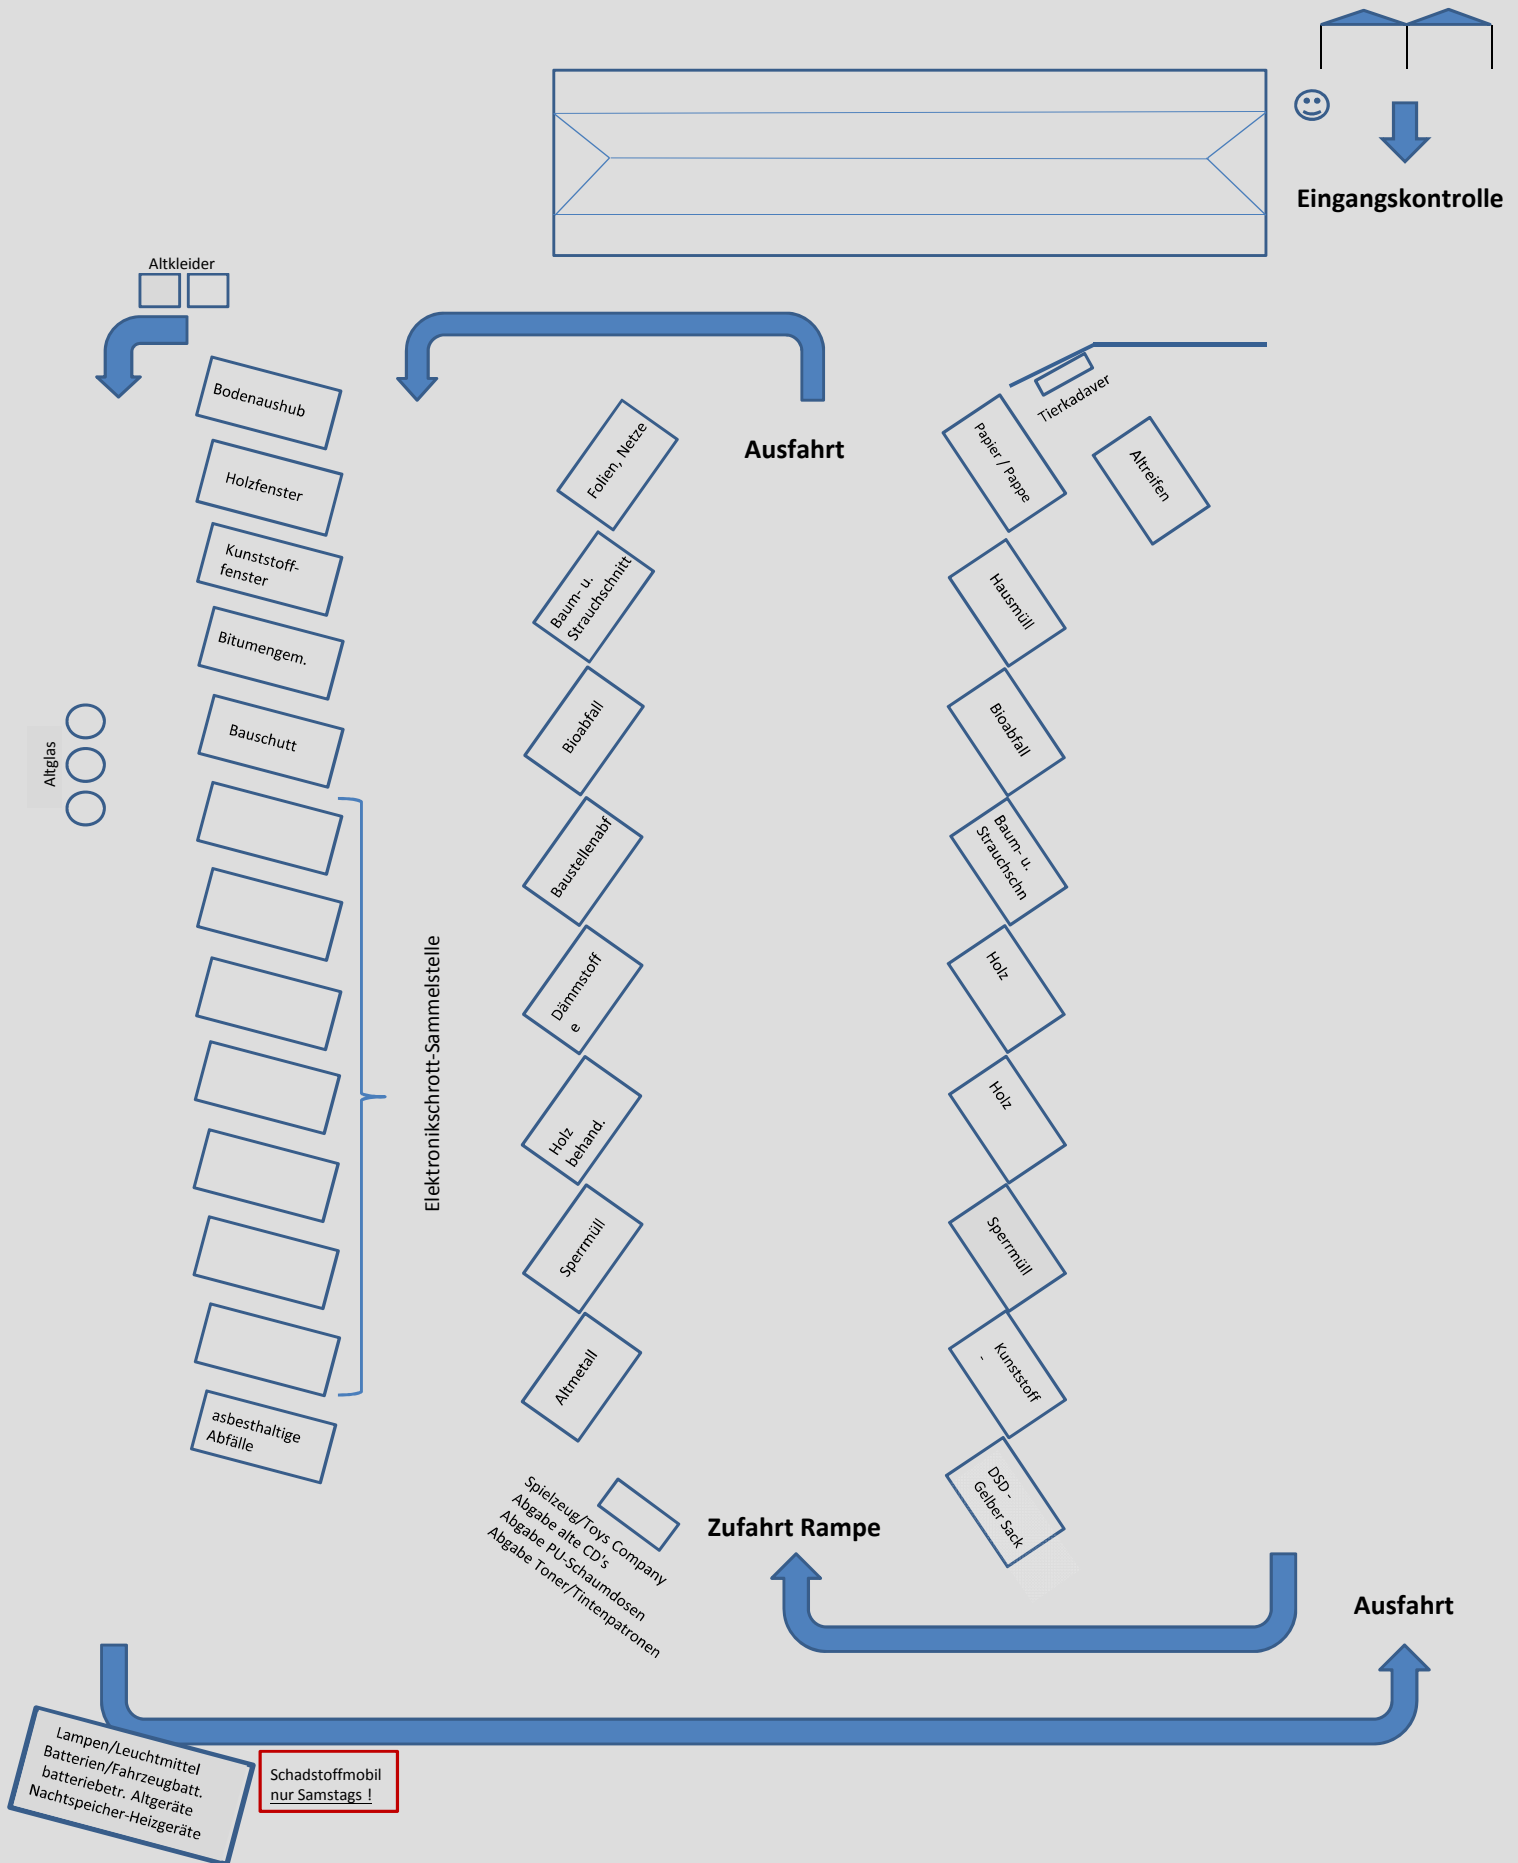 Eingangskontrolle
Altkleider
Bodenaushub
Holzfenster
Kunststoff-
fenster
Bitumengem.
Bauschutt
Altglas
Elektronikschrott-Sammelstelle
asbesthaltige
Abfälle
Ausfahrt
Folien, Netze
Baum- u.
Strauchschnitt
Bioabfall
Baustellenabf
Dämmstoff
e
Holz
behand.
Sperrmüll
Altmetall
Spielzeug/Toys Company
Abgabe alte CD's
Abgabe PU-Schaumdosen
Abgabe Toner/Tintenpatronen
Zufahrt Rampe
Tierkadaver
Papier / Pappe
Altreifen
Hausmüll
Bioabfall
Baum- u.
Strauchschn
Holz
Holz
Sperrmüll
Kunststoff
-
DSD -
Gelber Sack
Ausfahrt
Lampen/Leuchtmittel
Batterien/Fahrzeugbatt.
batteriebetr. Altgeräte
Nachtspeicher-Heizgeräte
Schadstoffmobil
nur Samstags !